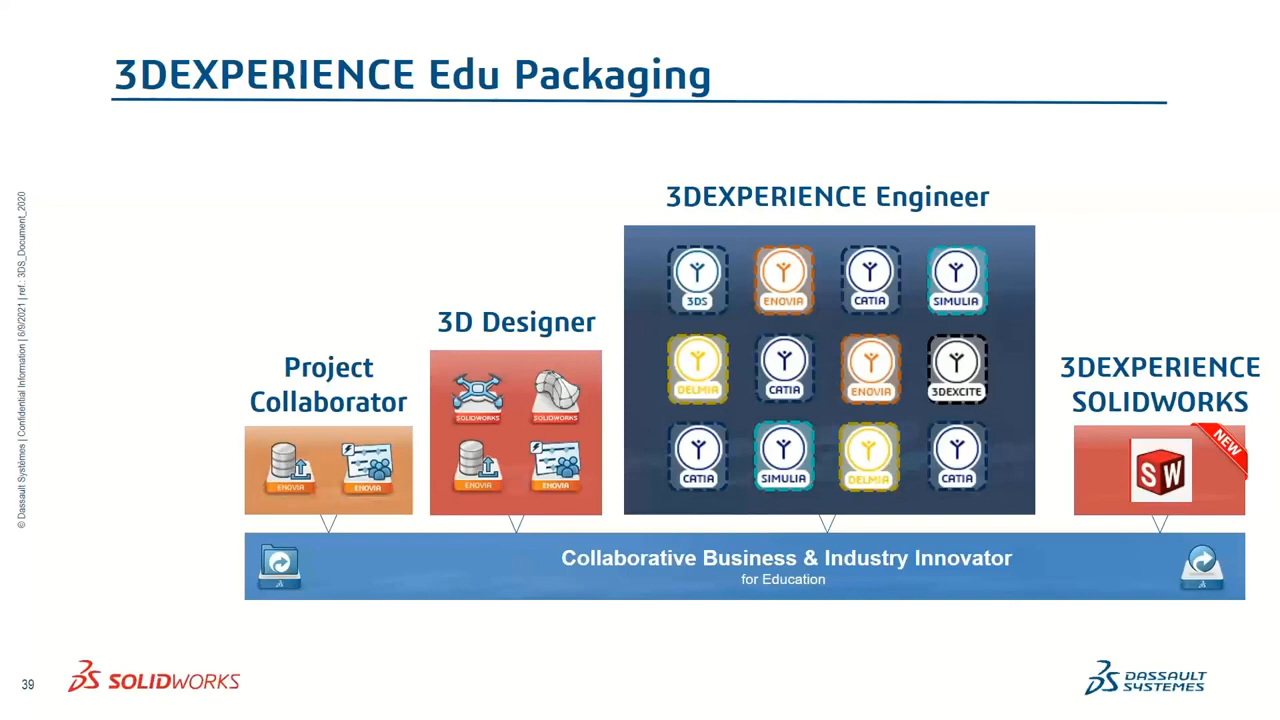 3DEXPERIENCE Edu Packaging
© Dassault Systèmes | Confidential Information | 6/9/2021 | ref.: 3DS_Document_2020
Project
Collaborator
ENOVIA ENOVIA
3D Designer
SOLIDWORKS SOLIDWORKS
ENOVIA ENOVIA
3DEXPERIENCE Engineer
3DS ENOVIA CATIA SIMULIA
DELMIA CATIA ENOVIA 3DEXCITE
CATIA SIMULIA DELMIA CATIA
3DEXPERIENCE
SOLIDWORKS
NEW
SW
Collaborative Business & Industry Innovator
for Education
39
3S SOLIDWORKS
3S DASSAULT
SYSTEMES